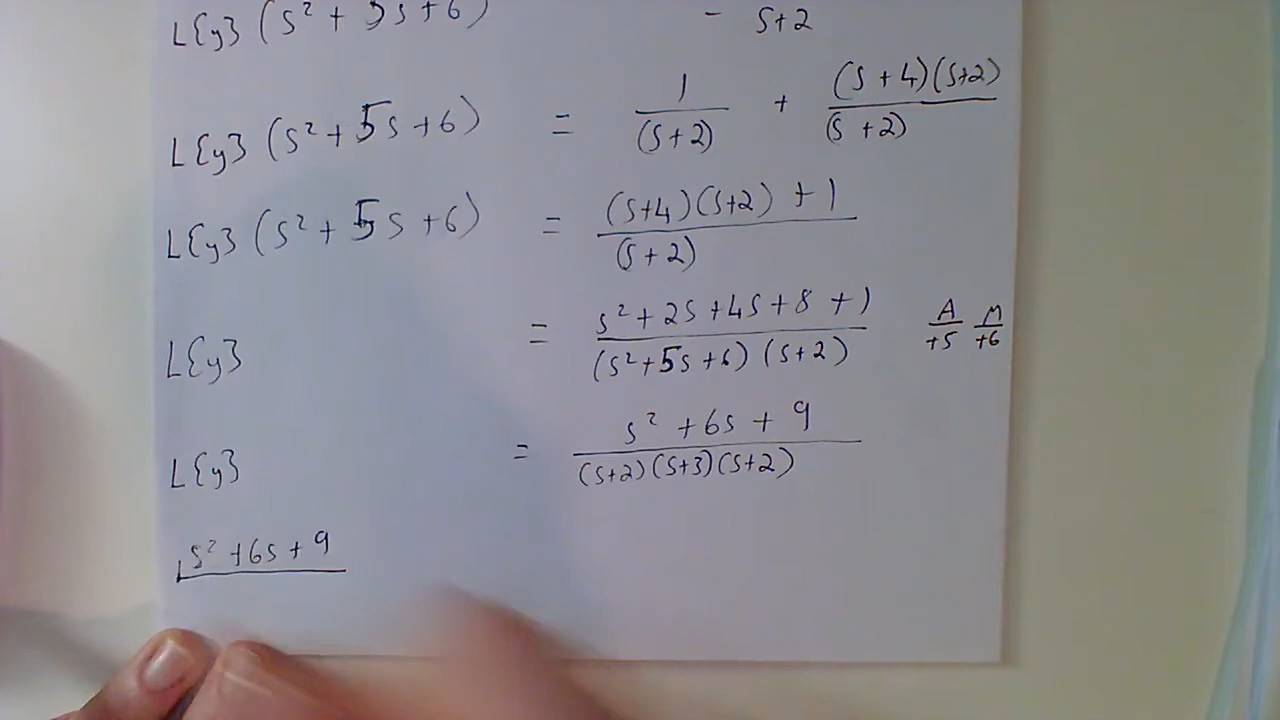 L{y} (s² + 5s + 6) - s+2
L{y} (s² + 5s + 6) = 1/(s+2) + (s+4)(s+2)/(s+2)
L{y} (s² + 5s + 6) = (s+4)(s+2) + 1/(s+2)
L{y} = s² + 2s + 4s + 8 + 1/(s²+5s+6)(s+2) A/+5 M/+6
L{y} = s² + 6s + 9/(s+2)(s+3)(s+2)
s² + 6s + 9